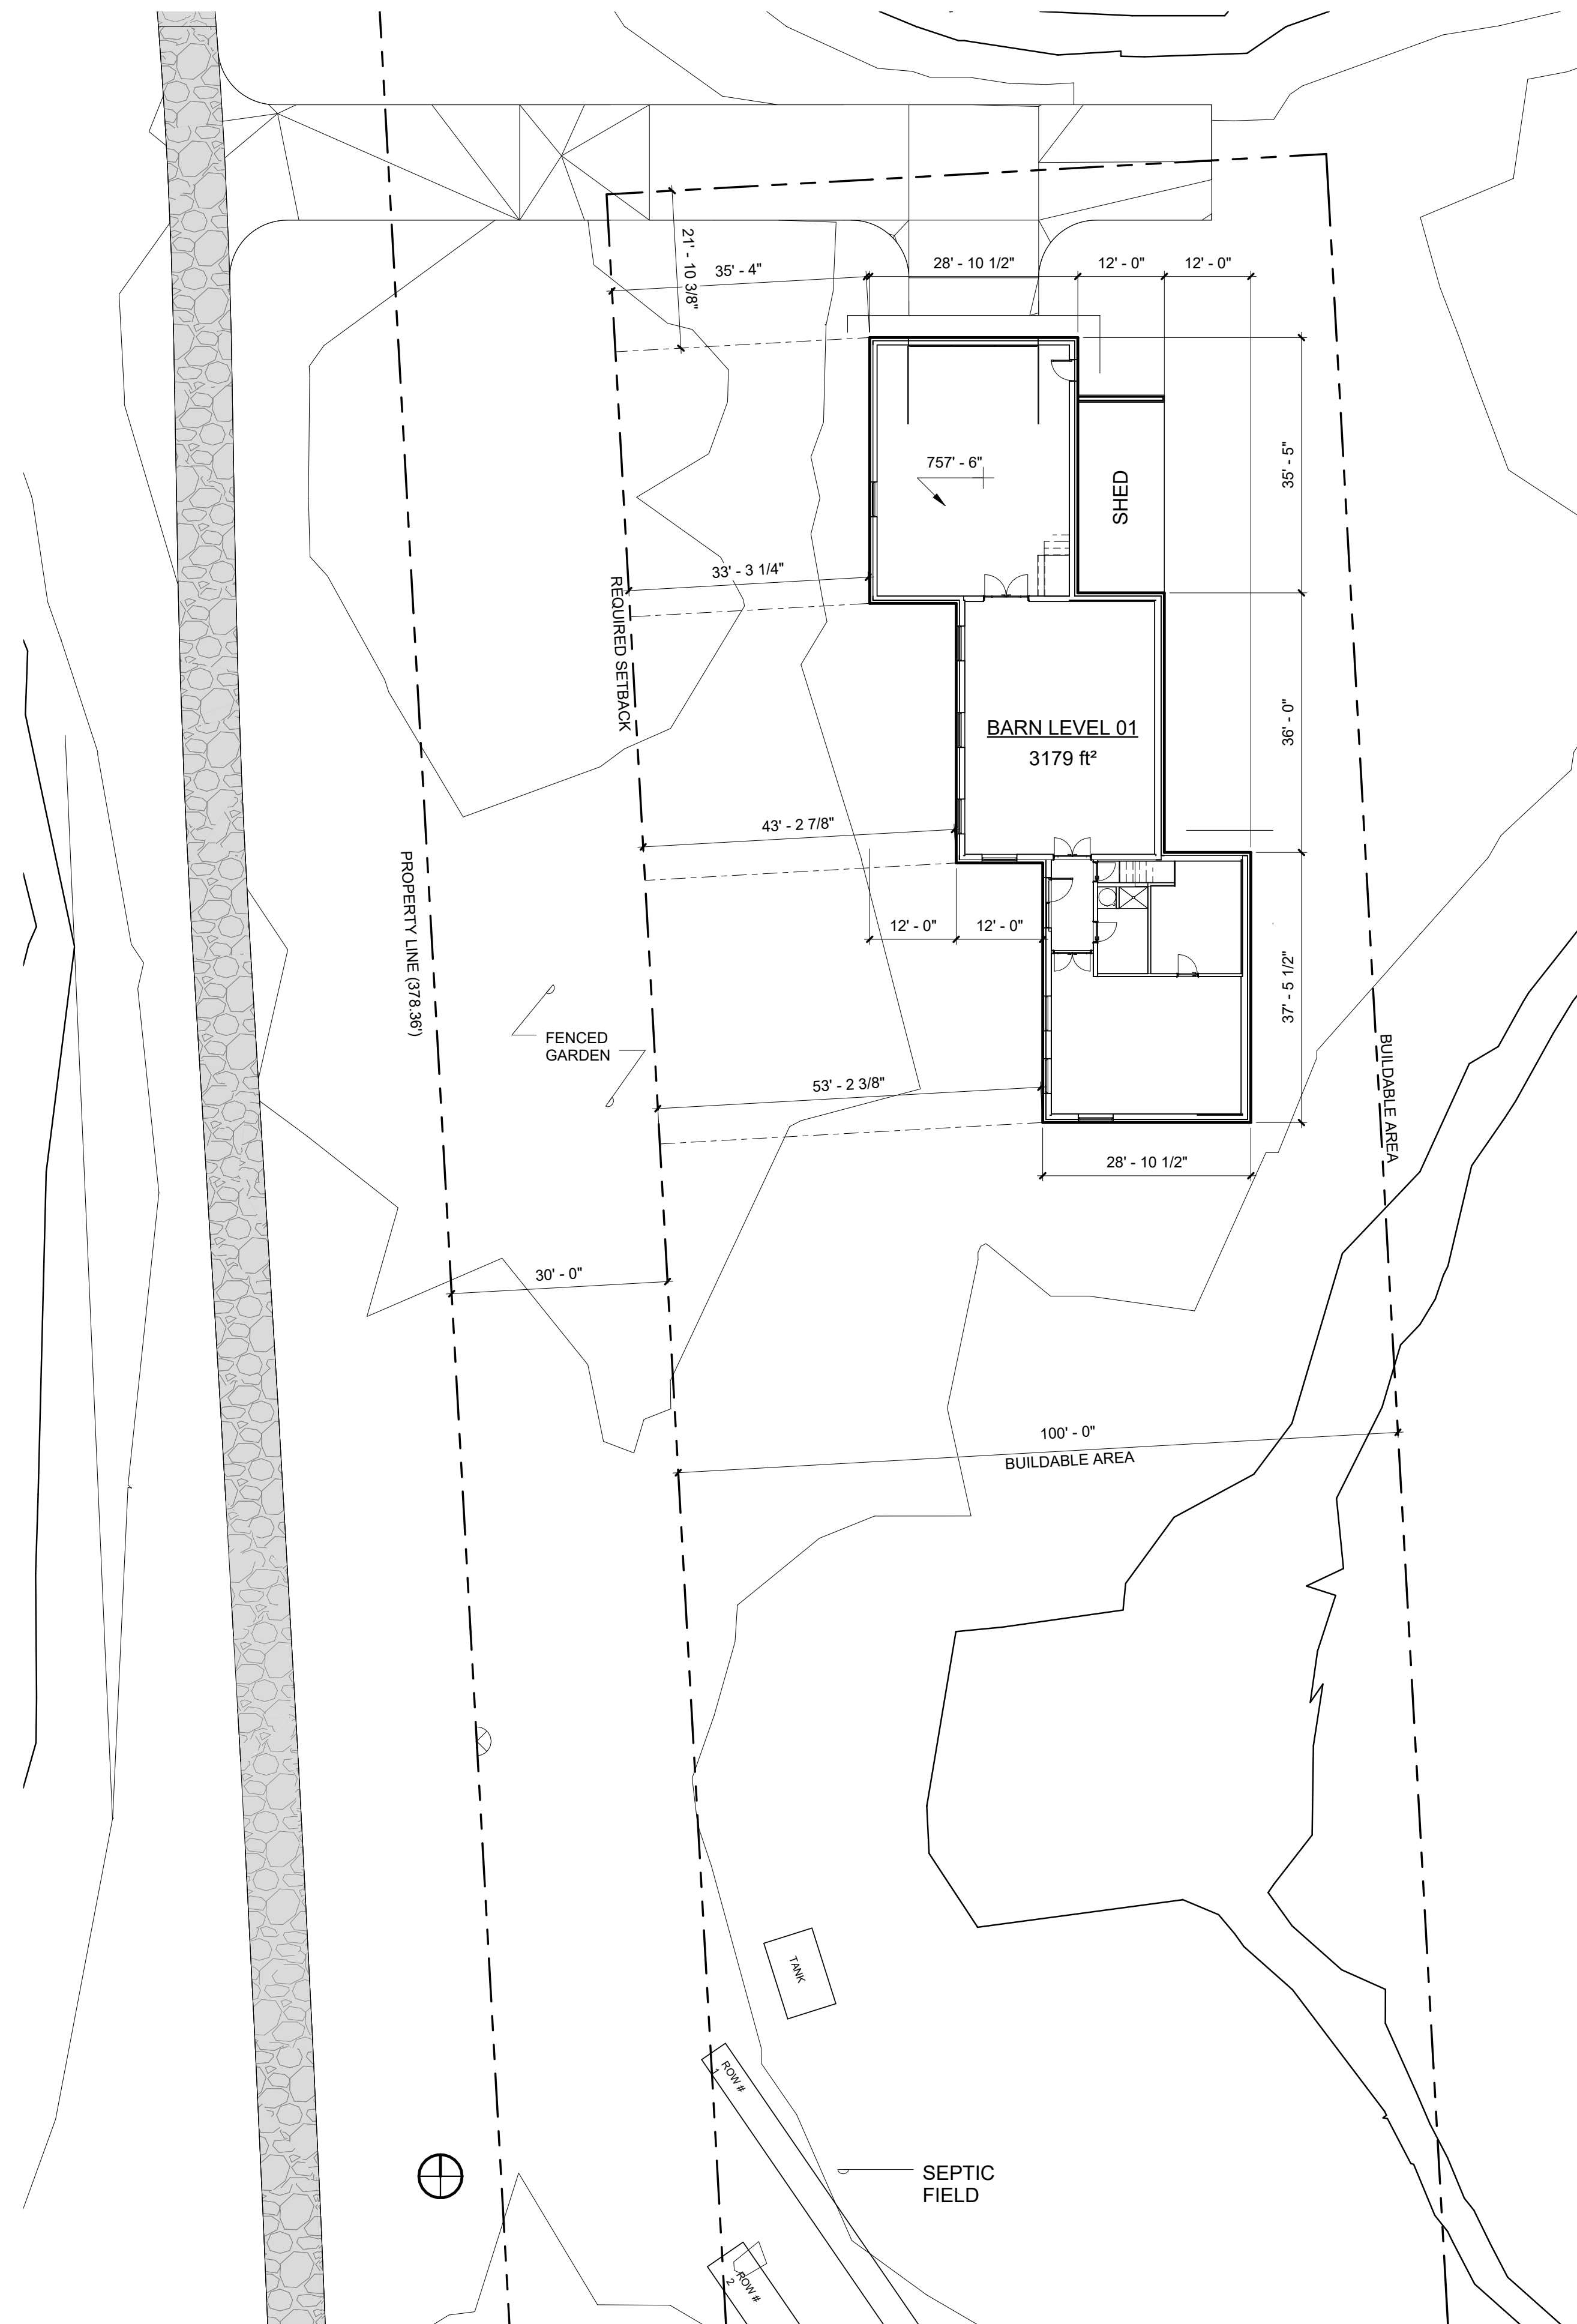 21' - 10 3/8"
35' - 4"
28' - 10 1/2"
12' - 0"
12' - 0"
757' - 6"
SHED
35' - 5"
33' - 3 1/4"
REQUIRED SETBACK
BARN LEVEL 01
3179 ft²
36' - 0"
43' - 2 7/8"
PROPERTY LINE (378.36')
12' - 0"
12' - 0"
37' - 5 1/2"
FENCED
GARDEN
53' - 2 3/8"
BUILDABLE AREA
28' - 10 1/2"
30' - 0"
100' - 0"
BUILDABLE AREA
TANK
ROW #
1
SEPTIC
FIELD
ROW #
2